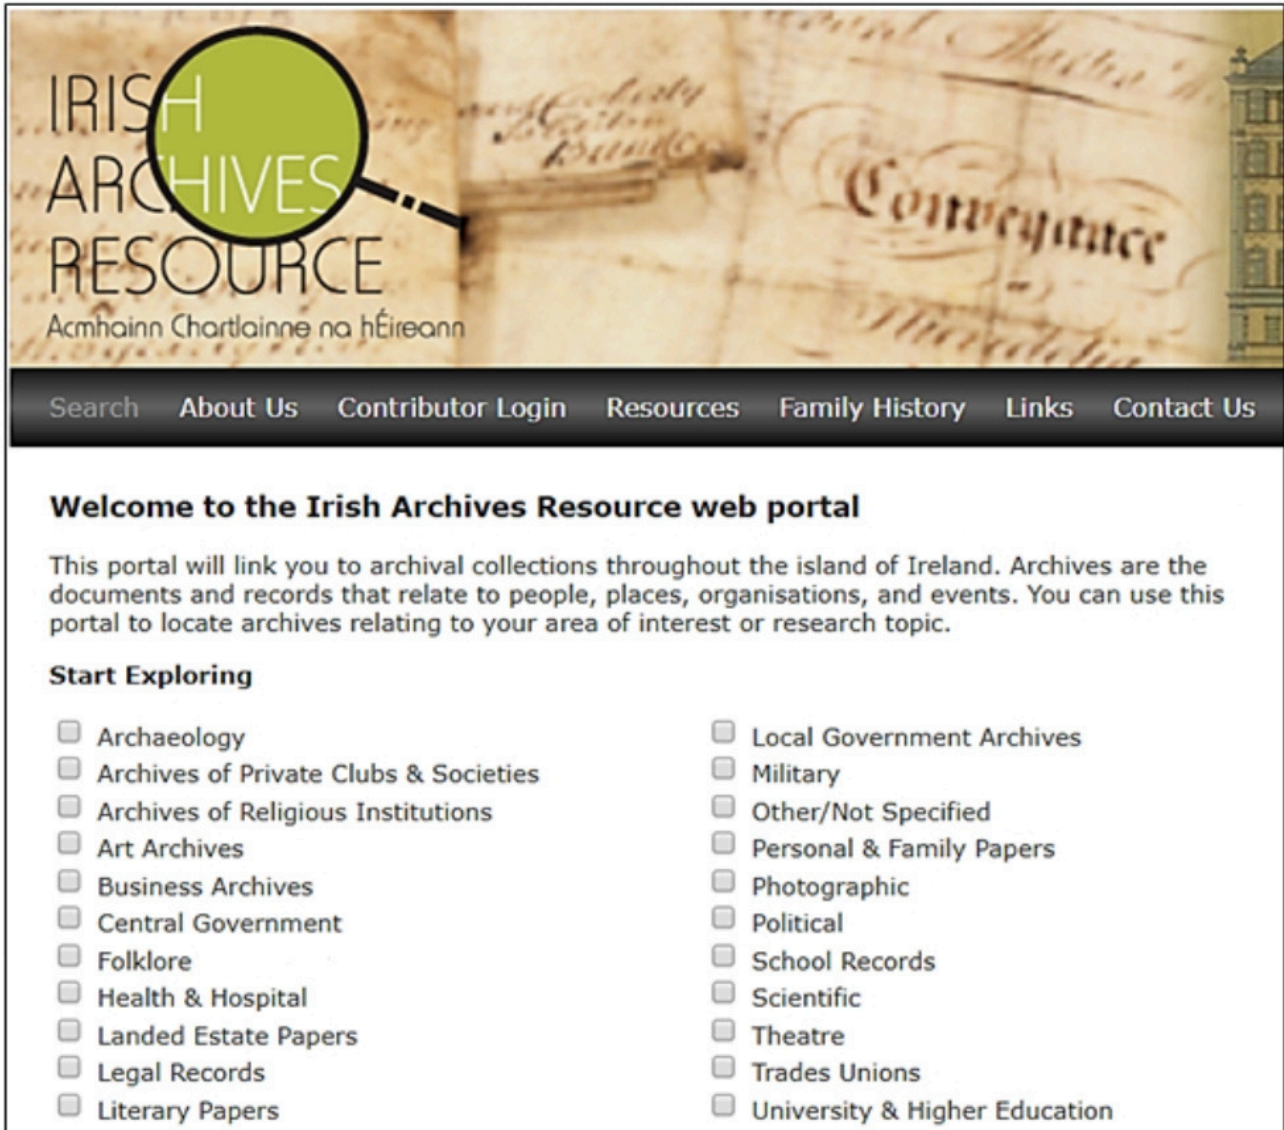 IRISH
ARCHIVES
RESOURCE
Acmhainn Chartlainne na hÉireann
Conveyance
Search About Us Contributor Login Resources Family History Links Contact Us
Welcome to the Irish Archives Resource web portal
This portal will link you to archival collections throughout the island of Ireland. Archives are the
documents and records that relate to people, places, organisations, and events. You can use this
portal to locate archives relating to your area of interest or research topic.
Start Exploring
Archaeology
Archives of Private Clubs & Societies
Archives of Religious Institutions
Art Archives
Business Archives
Central Government
Folklore
Health & Hospital
Landed Estate Papers
Legal Records
Literary Papers
Local Government Archives
Military
Other/Not Specified
Personal & Family Papers
Photographic
Political
School Records
Scientific
Theatre
Trades Unions
University & Higher Education